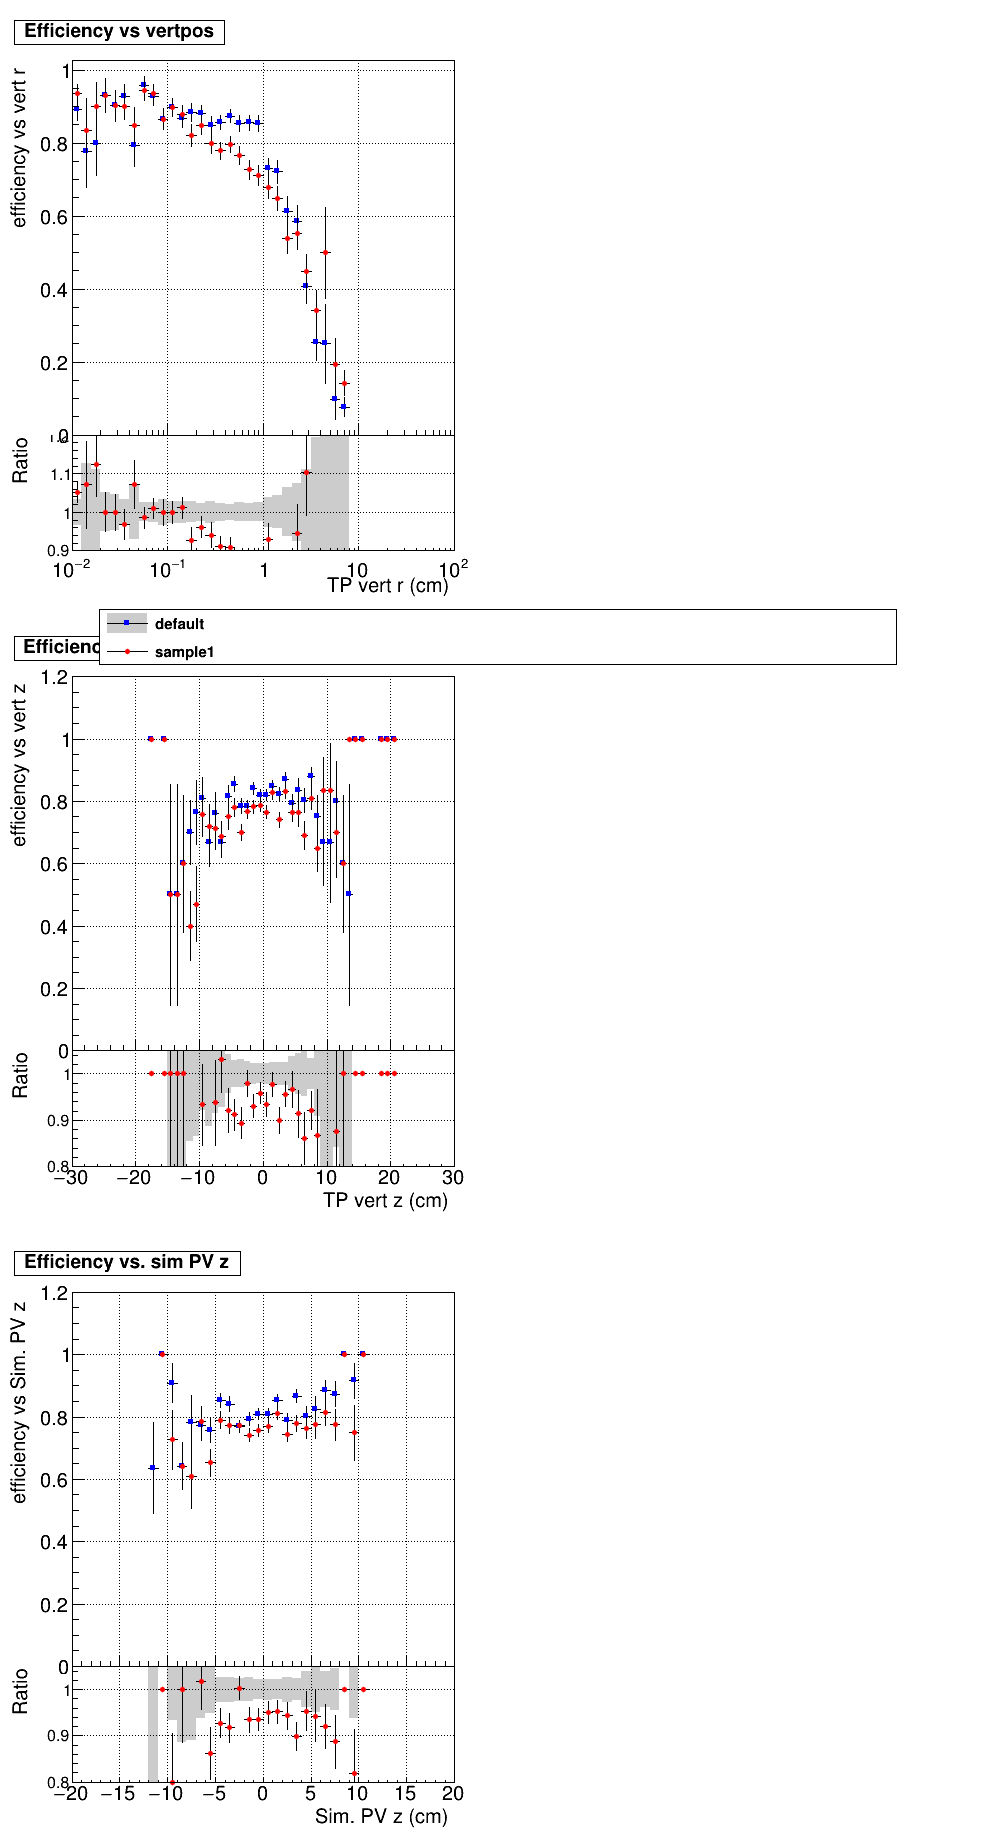 Efficiency vs vertpos
efficiency vs vert r
1
0.8
0.6
0.4
0.2
0
Ratio
1.1
1
0.9
10−2 10−1 1 10 102
TP vert r (cm)
default
sample1
Efficienc
efficiency vs vert z
1.2
1
0.8
0.6
0.4
0.2
0
Ratio
1
0.9
0.8
−30 −20 −10 0 10 20 30
TP vert z (cm)
Efficiency vs. sim PV z
efficiency vs Sim. PV z
1.2
1
0.8
0.6
0.4
0.2
0
Ratio
1
0.9
0.8
−20 −15 −10 −5 0 5 10 15 20
Sim. PV z (cm)